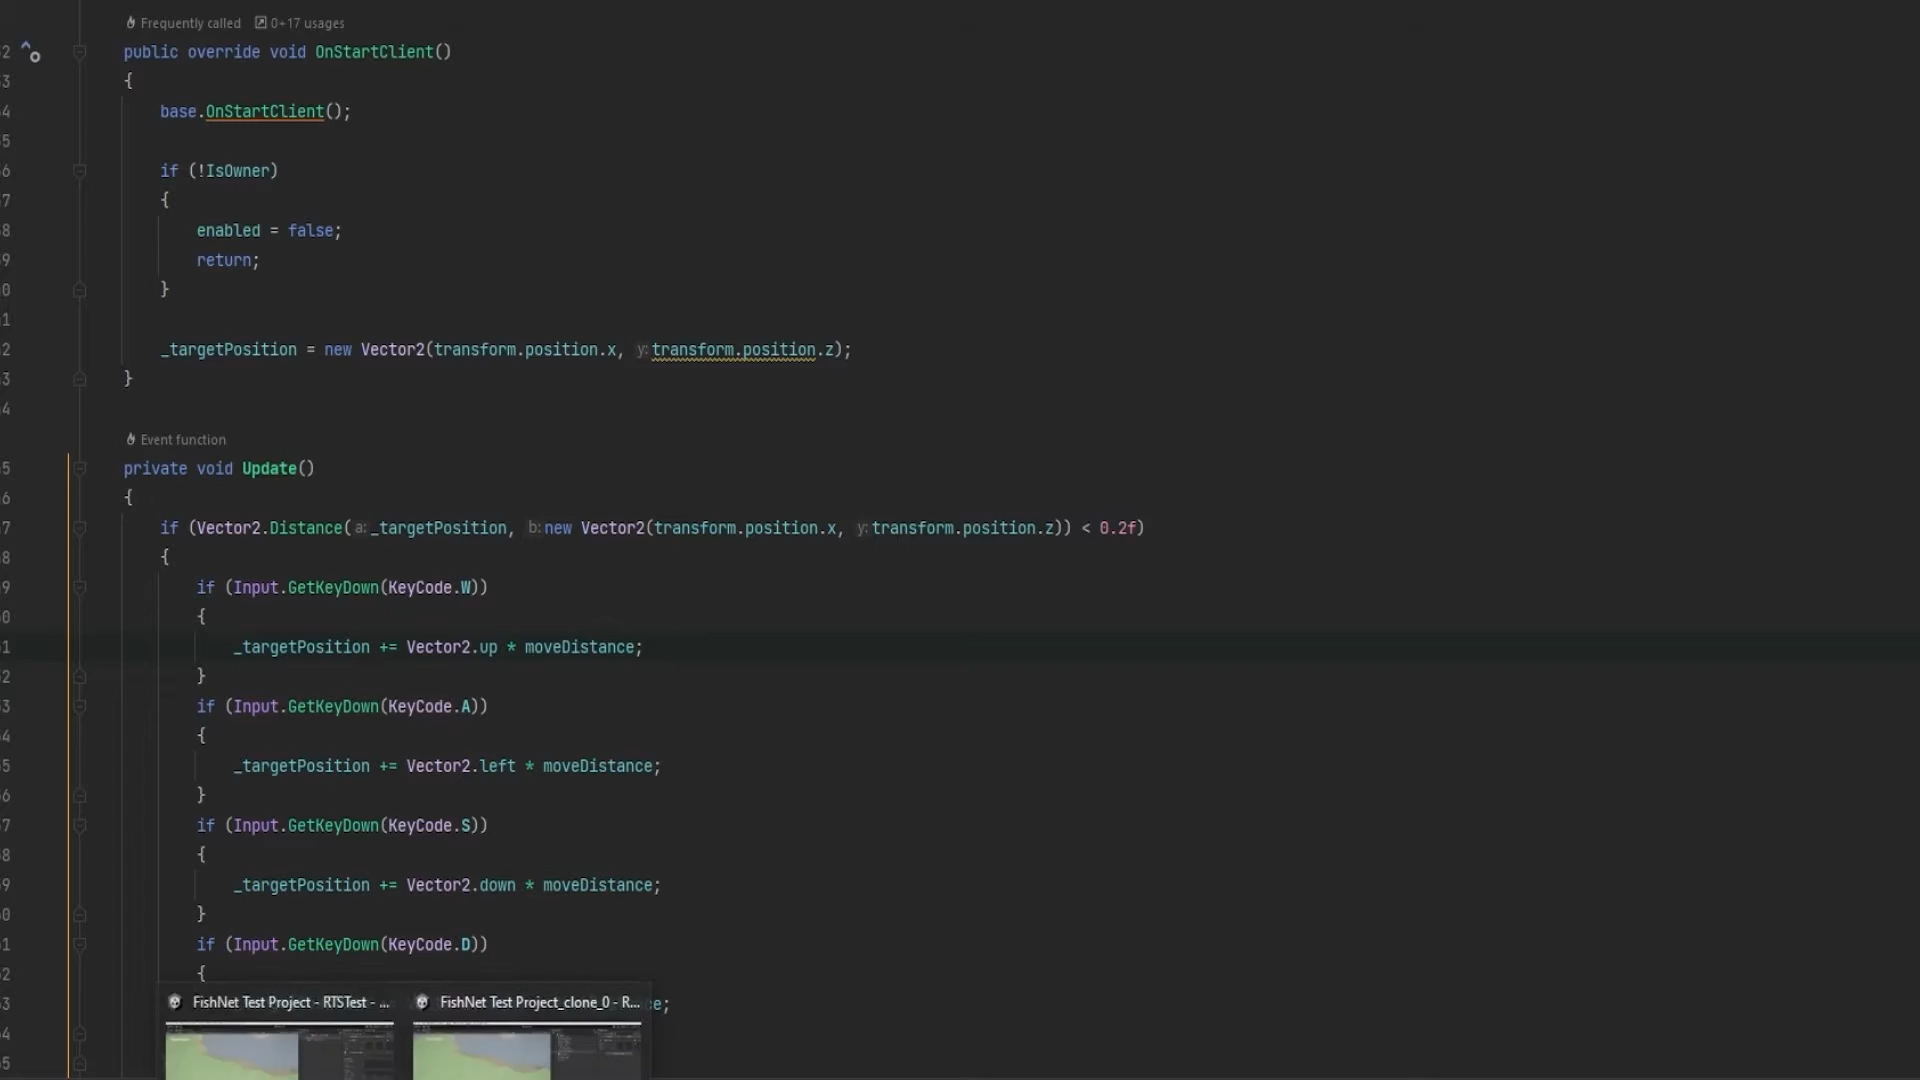 Frequently called 0+17 usages
2 public override void OnStartClient()
3 {
4 base.OnStartClient();
5
6 if (!IsOwner)
7 {
8 enabled = false;
9 return;
0 }
1
2 _targetPosition = new Vector2(transform.position.x, y:transform.position.z);
3 }
4
Event function
5 private void Update()
6 {
7 if (Vector2.Distance(a:_targetPosition, b:new Vector2(transform.position.x, y:transform.position.z)) < 0.2f)
8 {
9 if (Input.GetKeyDown(KeyCode.W))
0 {
1 _targetPosition += Vector2.up * moveDistance;
2 }
3 if (Input.GetKeyDown(KeyCode.A))
4 {
5 _targetPosition += Vector2.left * moveDistance;
6 }
7 if (Input.GetKeyDown(KeyCode.S))
8 {
9 _targetPosition += Vector2.down * moveDistance;
0 }
1 if (Input.GetKeyDown(KeyCode.D))
2 {
3 FishNet Test Project - RTSTest - ... FishNet Test Project_clone_0 - R... ce;
4
5